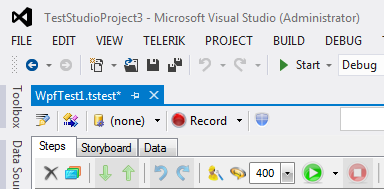 TestStudioProject3 - Microsoft Visual Studio (Administrator)
FILE EDIT VIEW TELERIK PROJECT BUILD DEBUG
Start Debug
Toolbox
Data Sour
WpfTest1.tstest*
(none) Record
Steps Storyboard Data
400